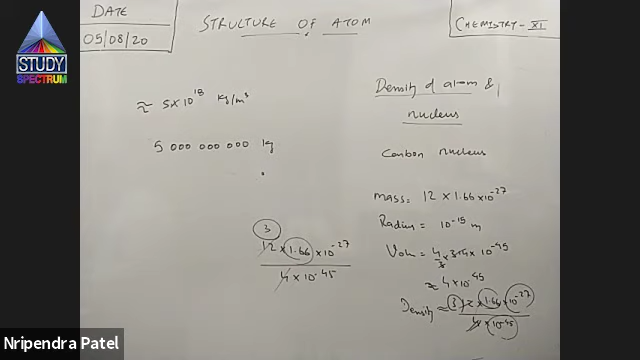 DATE
05/08/20
STRUCTURE OF ATOM
CHEMISTRY - XI
STUDY
SPECTRUM
≈ 5×10^18 kg/m³
5 000 000 000 kg
3
12 × 1.66 × 10^-27
4 × 10^-45
Density of atom &
nucleus
Carbon nucleus
mass = 12 × 1.66 × 10^-27
Radius = 10^-15 m
Volm = 4/3 × 3.14 × 10^-45
≈ 4 × 10^-45
Density = 3 12 × 1.66 × 10^-27
4 × 10^-45
Nripendra Patel